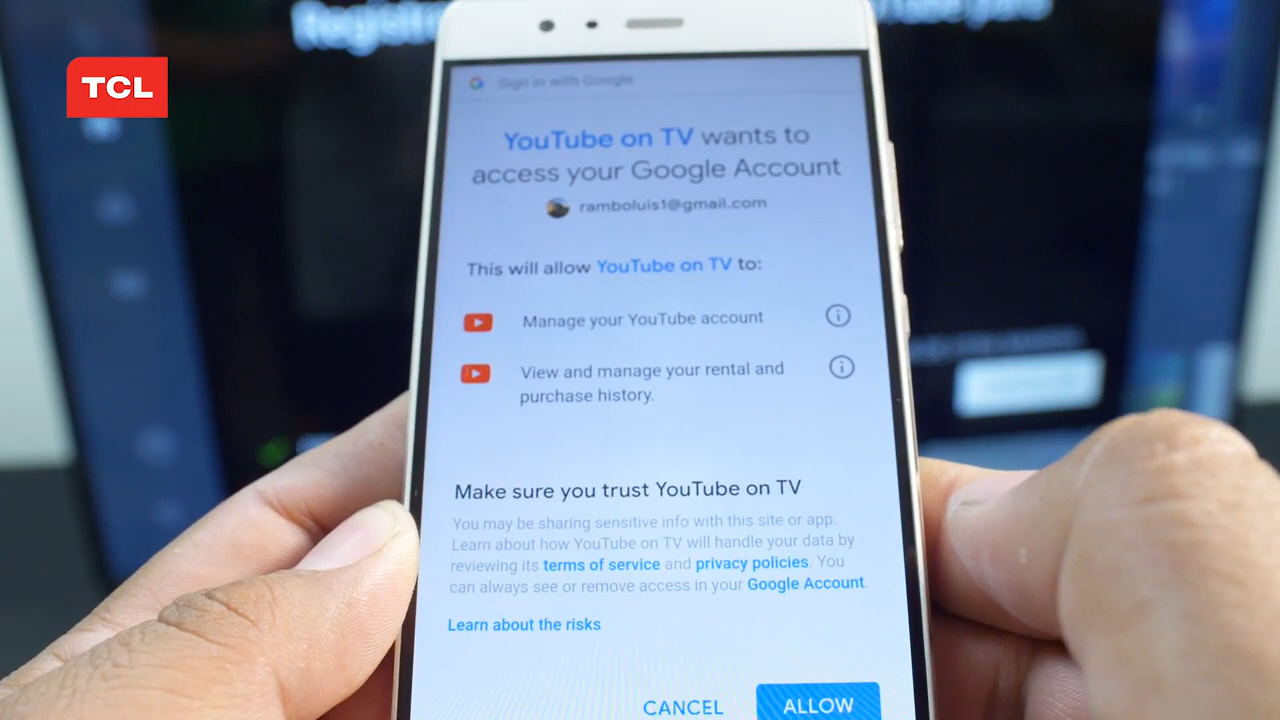 TCL
Sign in with Google
YouTube on TV wants to
access your Google Account
ramboluis1@gmail.com
This will allow YouTube on TV to:
Manage your YouTube account
View and manage your rental and
purchase history.
Make sure you trust YouTube on TV
You may be sharing sensitive info with this site or app.
Learn about how YouTube on TV will handle your data by
reviewing its terms of service and privacy policies. You
can always see or remove access in your Google Account.
Learn about the risks
CANCEL
ALLOW